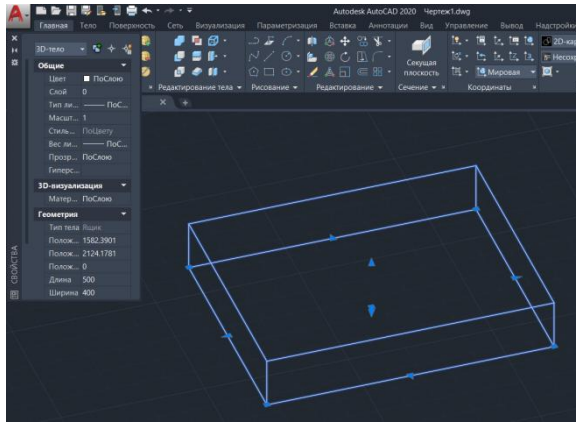 Autodesk AutoCAD 2020 Чертеж1.dwg
Главная Тело Поверхность Сеть Визуализация Параметризация Вставка Аннотации Вид Управление Вывод Надстройки
3D-тело
Общие
Цвет ПоСлою
Слой 0
Тип ли... ПоС...
Масшт... 1
Стиль... ПоЦвету
Вес ли... ПоС...
Прозр... ПоСлою
Гиперс...
3D-визуализация
Матер... ПоСлою
Геометрия
Тип тела Ящик
Полож... 1582.3901
Полож... 2124.1781
Полож... 0
Длина 500
Ширина 400
СВОЙСТВА
Секущая
плоскость
2D-кар
Несохр
Мировая
Редактирование тела Рисование Редактирование Сечение Координаты